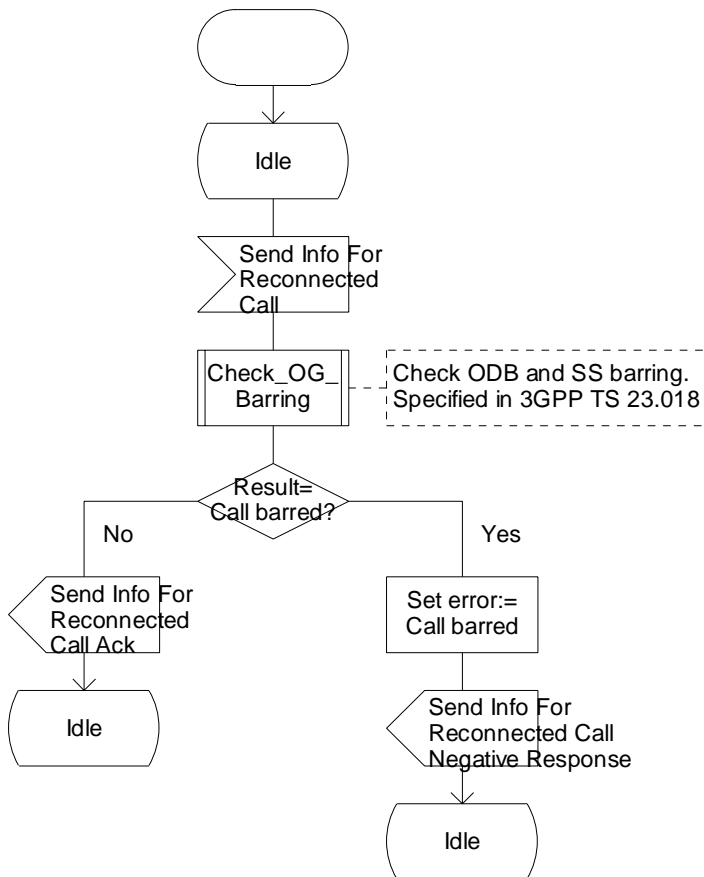 Idle
Send Info For
Reconnected
Call
Check_OG_
Barring
Check ODB and SS barring.
Specified in 3GPP TS 23.018
Result=
Call barred?
No
Yes
Send Info For
Reconnected
Call Ack
Set error:=
Call barred
Idle
Send Info For
Reconnected Call
Negative Response
Idle